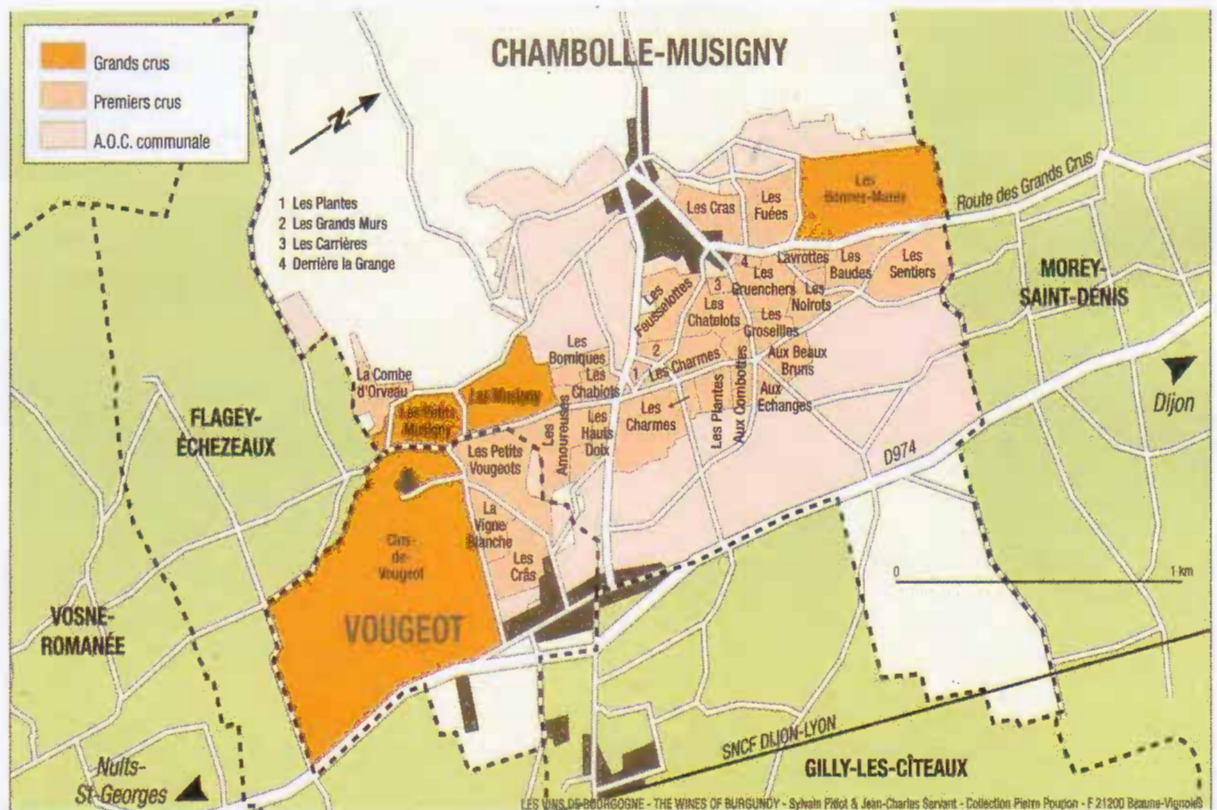 Grands crus
Premiers crus
A.O.C. communale
CHAMBOLLE-MUSIGNY
N
1 Les Plantes
2 Les Grands Murs
3 Les Carrières
4 Derrière la Grange
Les Cras
Les
Fuées
Les
Bonnes-Mares
Route des Grands Crus
4
Lavrottes
Les
Gruenchers
Les
Baudes
Les
Sentiers
MOREY-
SAINT-DENIS
3
Les
Noirots
Les
Feusselottes
Les
Chatelots
Les
Groseilles
Les
Borniques
2
1
Les Charmes
Aux Beaux
Bruns
La Combe
d'Orveau
Les
Chabiots
Les Plantes
Aux Combottes
Aux
Echanges
Dijon
Les Musigny
Les Petits
Musigny
FLAGEY-
ÉCHEZEAUX
Les Petits
Vougeots
Les
Amoureuses
Les
Hauts
Doix
Les
Charmes
D974
La
Vigne
Blanche
Les
Crâs
Clos-
de-
Vougeot
VOUGEOT
0
1 km
VOSNE-
ROMANÉE
SNCF DIJON-LYON
Nuits-
St-Georges
GILLY-LES-CÎTEAUX
LES VINS DE BOURGOGNE - THE WINES OF BURGUNDY - Sylvain Pitiot & Jean-Charles Servant - Collection Pierre Poupon - F 21200 Beaune-Vignoles